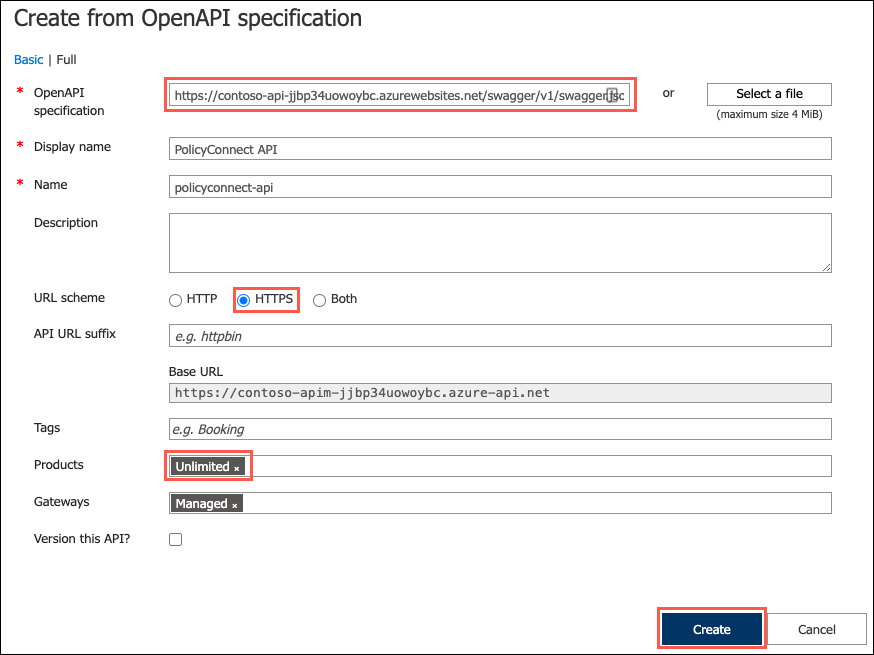 Create from OpenAPI specification
Basic | Full
* OpenAPI specification
https://contoso-api-jjbp34uowoybc.azurewebsites.net/swagger/v1/swagger.jsc
or
Select a file
(maximum size 4 MiB)
* Display name
PolicyConnect API
* Name
policyconnect-api
Description
URL scheme
HTTP
HTTPS
Both
API URL suffix
e.g. httpbin
Base URL
https://contoso-apim-jjbp34uowoybc.azure-api.net
Tags
e.g. Booking
Products
Unlimited ×
Gateways
Managed ×
Version this API?
Create
Cancel